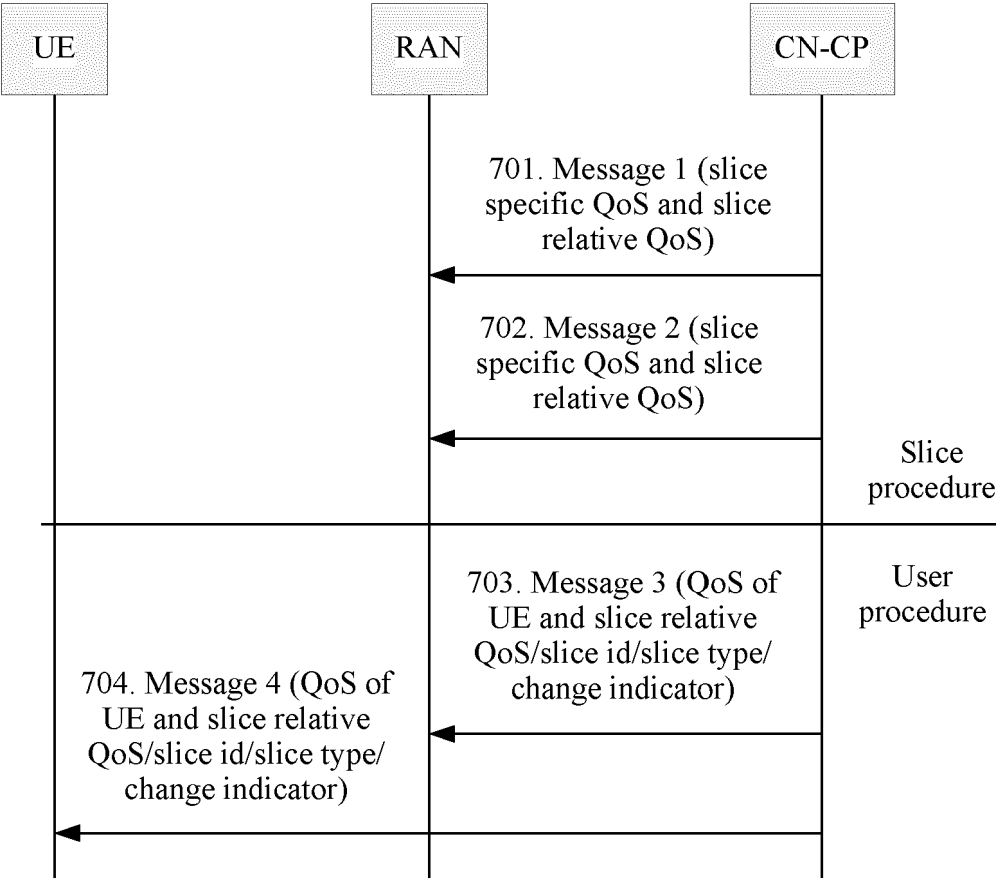 UE
RAN
CN-CP
701. Message 1 (slice
specific QoS and slice
relative QoS)
702. Message 2 (slice
specific QoS and slice
relative QoS)
Slice
procedure
User
procedure
703. Message 3 (QoS of
UE and slice relative
QoS/slice id/slice type/
change indicator)
704. Message 4 (QoS of
UE and slice relative
QoS/slice id/slice type/
change indicator)